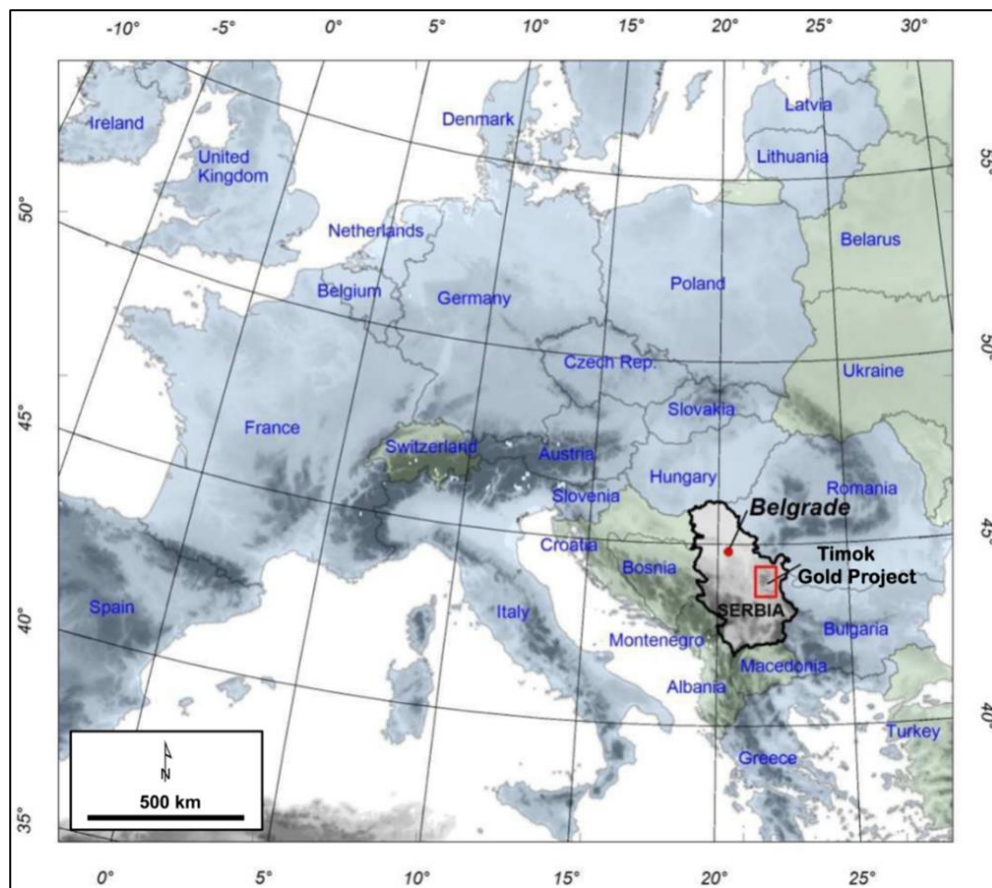 -10° -5° 0° 5° 10° 15° 20° 25° 30°
Latvia
Denmark
Ireland
Lithuania
United
Kingdom
55°
50°
Netherlands
Belarus
Belgium
Germany
Poland
50°
Czech Rep.
Ukraine
45°
Slovakia
France
Switzerland
Austria
Hungary
Romania
Slovenia
Belgrade
45°
Croatia
Timok
Gold Project
Bosnia
40°
Spain
Italy
SERBIA
Bulgaria
Montenegro
Macedonia
Albania
40°
Turkey
N
Greece
500 km
35°
0° 5° 10° 15° 20° 25°